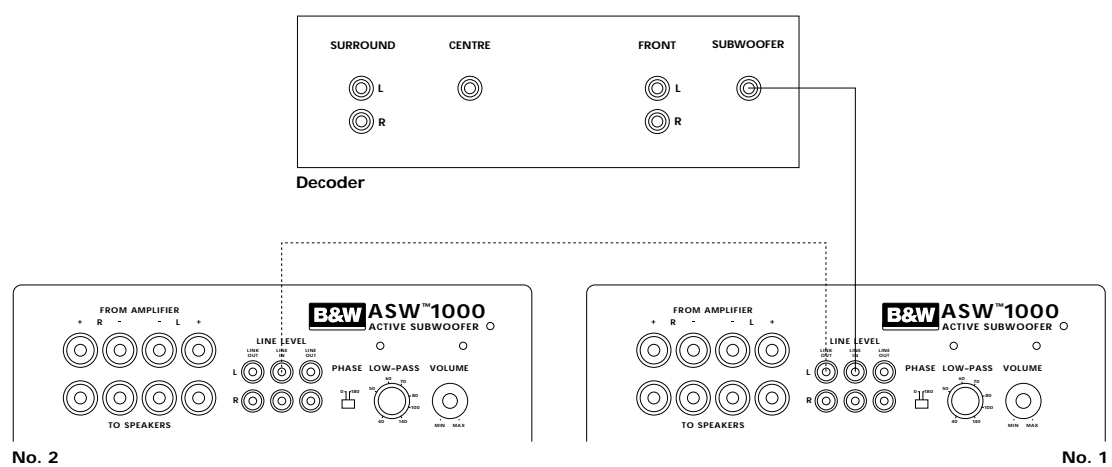 SURROUND CENTRE FRONT SUBWOOFER
L L
R R
Decoder
B&W ASW™1000
ACTIVE SUBWOOFER
FROM AMPLIFIER
+ R - - L +
LINE LEVEL
LINK OUT LINE IN LINE OUT
L
R
PHASE LOW-PASS VOLUME
0 180
40 50 60 70 80 100 140
MIN MAX
TO SPEAKERS
No. 2
B&W ASW™1000
ACTIVE SUBWOOFER
FROM AMPLIFIER
+ R - - L +
LINE LEVEL
LINK OUT LINE IN LINE OUT
L
R
PHASE LOW-PASS VOLUME
0 180
40 50 60 70 80 100 140
MIN MAX
TO SPEAKERS
No. 1